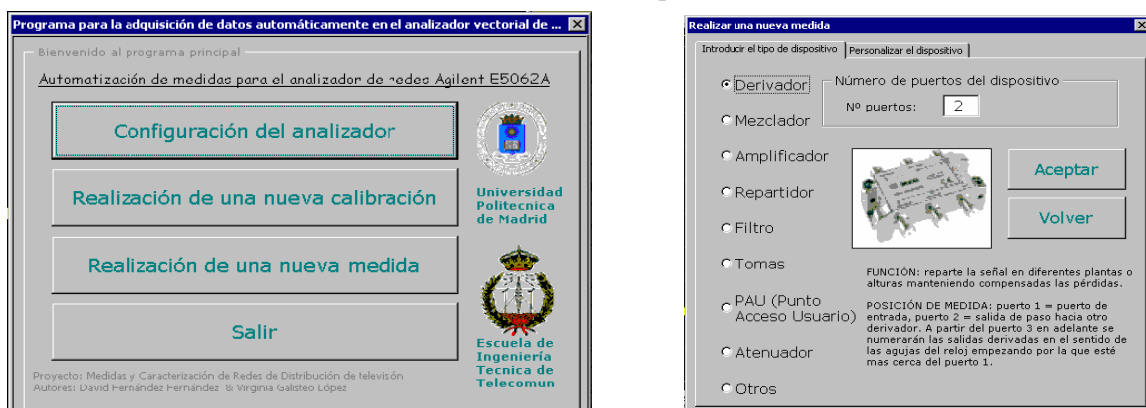 Programa para la adquisición de datos automáticamente en el analizador vectorial de ...
Bienvenido al programa principal
Automatización de medidas para el analizador de redes Agilent E5062A
Configuración del analizador
Realización de una nueva calibración
Realización de una nueva medida
Salir
Universidad
Politecnica
de Madrid
Escuela de
Ingeniería
Tecnica de
Telecomun
Proyecto: Medidas y Caracterización de Redes de Distribución de televisón
Autores: David Fernández Fernández & Virginia Galisteo López
Realizar una nueva medida
Introducir el tipo de dispositivo
Personalizar el dispositivo
Derivador
Mezclador
Amplificador
Repartidor
Filtro
Tomas
PAU (Punto
Acceso Usuario)
Atenuador
Otros
Número de puertos del dispositivo
Nº puertos: 2
Aceptar
Volver
FUNCIÓN: reparte la señal en diferentes plantas o
alturas manteniendo compensadas las pérdidas.
POSICIÓN DE MEDIDA: puerto 1 = puerto de
entrada, puerto 2 = salida de paso hacia otro
derivador. A partir del puerto 3 en adelante se
numerarán las salidas derivadas en el sentido de
las agujas del reloj empezando por la que esté
mas cerca del puerto 1.